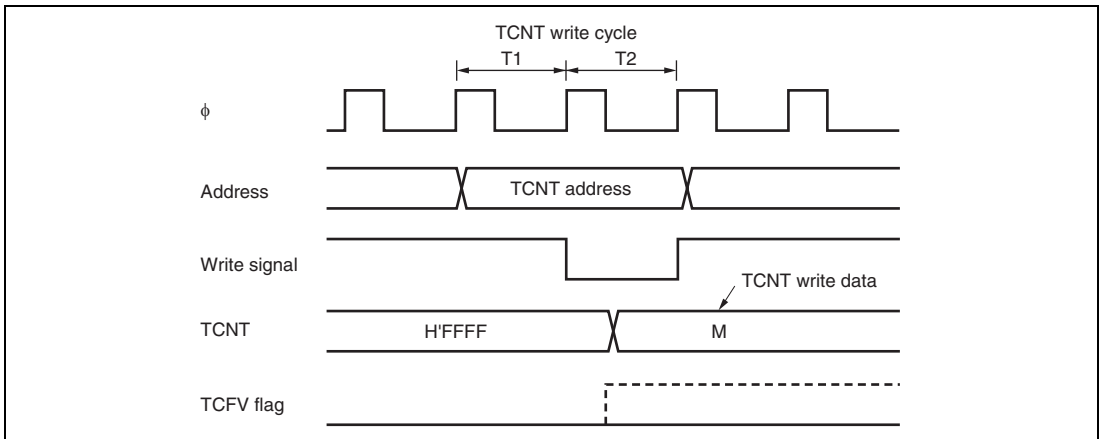 TCNT write cycle
T1 T2
ϕ
Address TCNT address
Write signal
TCNT write data
TCNT H'FFFF M
TCFV flag